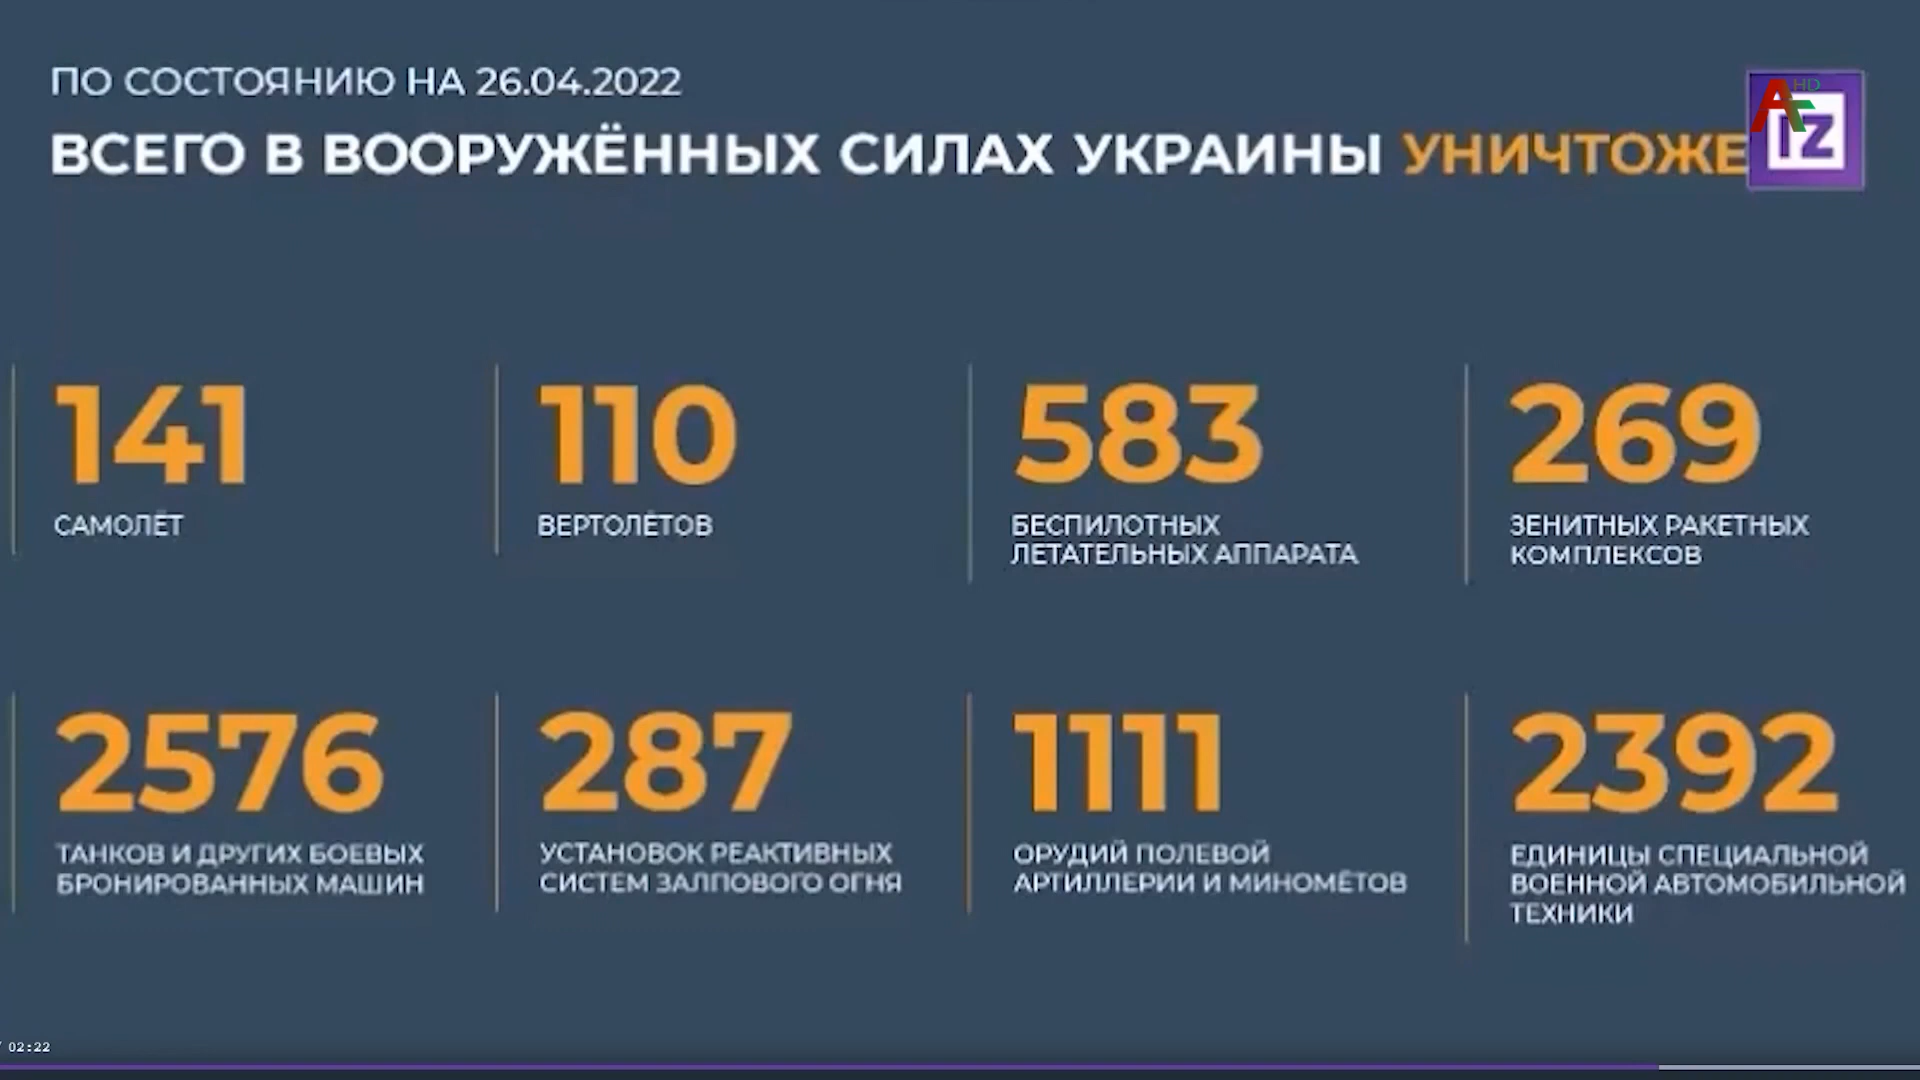 ПО СОСТОЯНИЮ НА 26.04.2022
ВСЕГО В ВООРУЖЁННЫХ СИЛАХ УКРАИНЫ УНИЧТОЖЕ
HD
AF
IZ
141
САМОЛЁТ
110
ВЕРТОЛЁТОВ
583
БЕСПИЛОТНЫХ
ЛЕТАТЕЛЬНЫХ АППАРАТА
269
ЗЕНИТНЫХ РАКЕТНЫХ
КОМПЛЕКСОВ
2576
ТАНКОВ И ДРУГИХ БОЕВЫХ
БРОНИРОВАННЫХ МАШИН
287
УСТАНОВОК РЕАКТИВНЫХ
СИСТЕМ ЗАЛПОВОГО ОГНЯ
1111
ОРУДИЙ ПОЛЕВОЙ
АРТИЛЛЕРИИ И МИНОМЁТОВ
2392
ЕДИНИЦЫ СПЕЦИАЛЬНОЙ
ВОЕННОЙ АВТОМОБИЛЬНОЙ
ТЕХНИКИ
/ 02:22